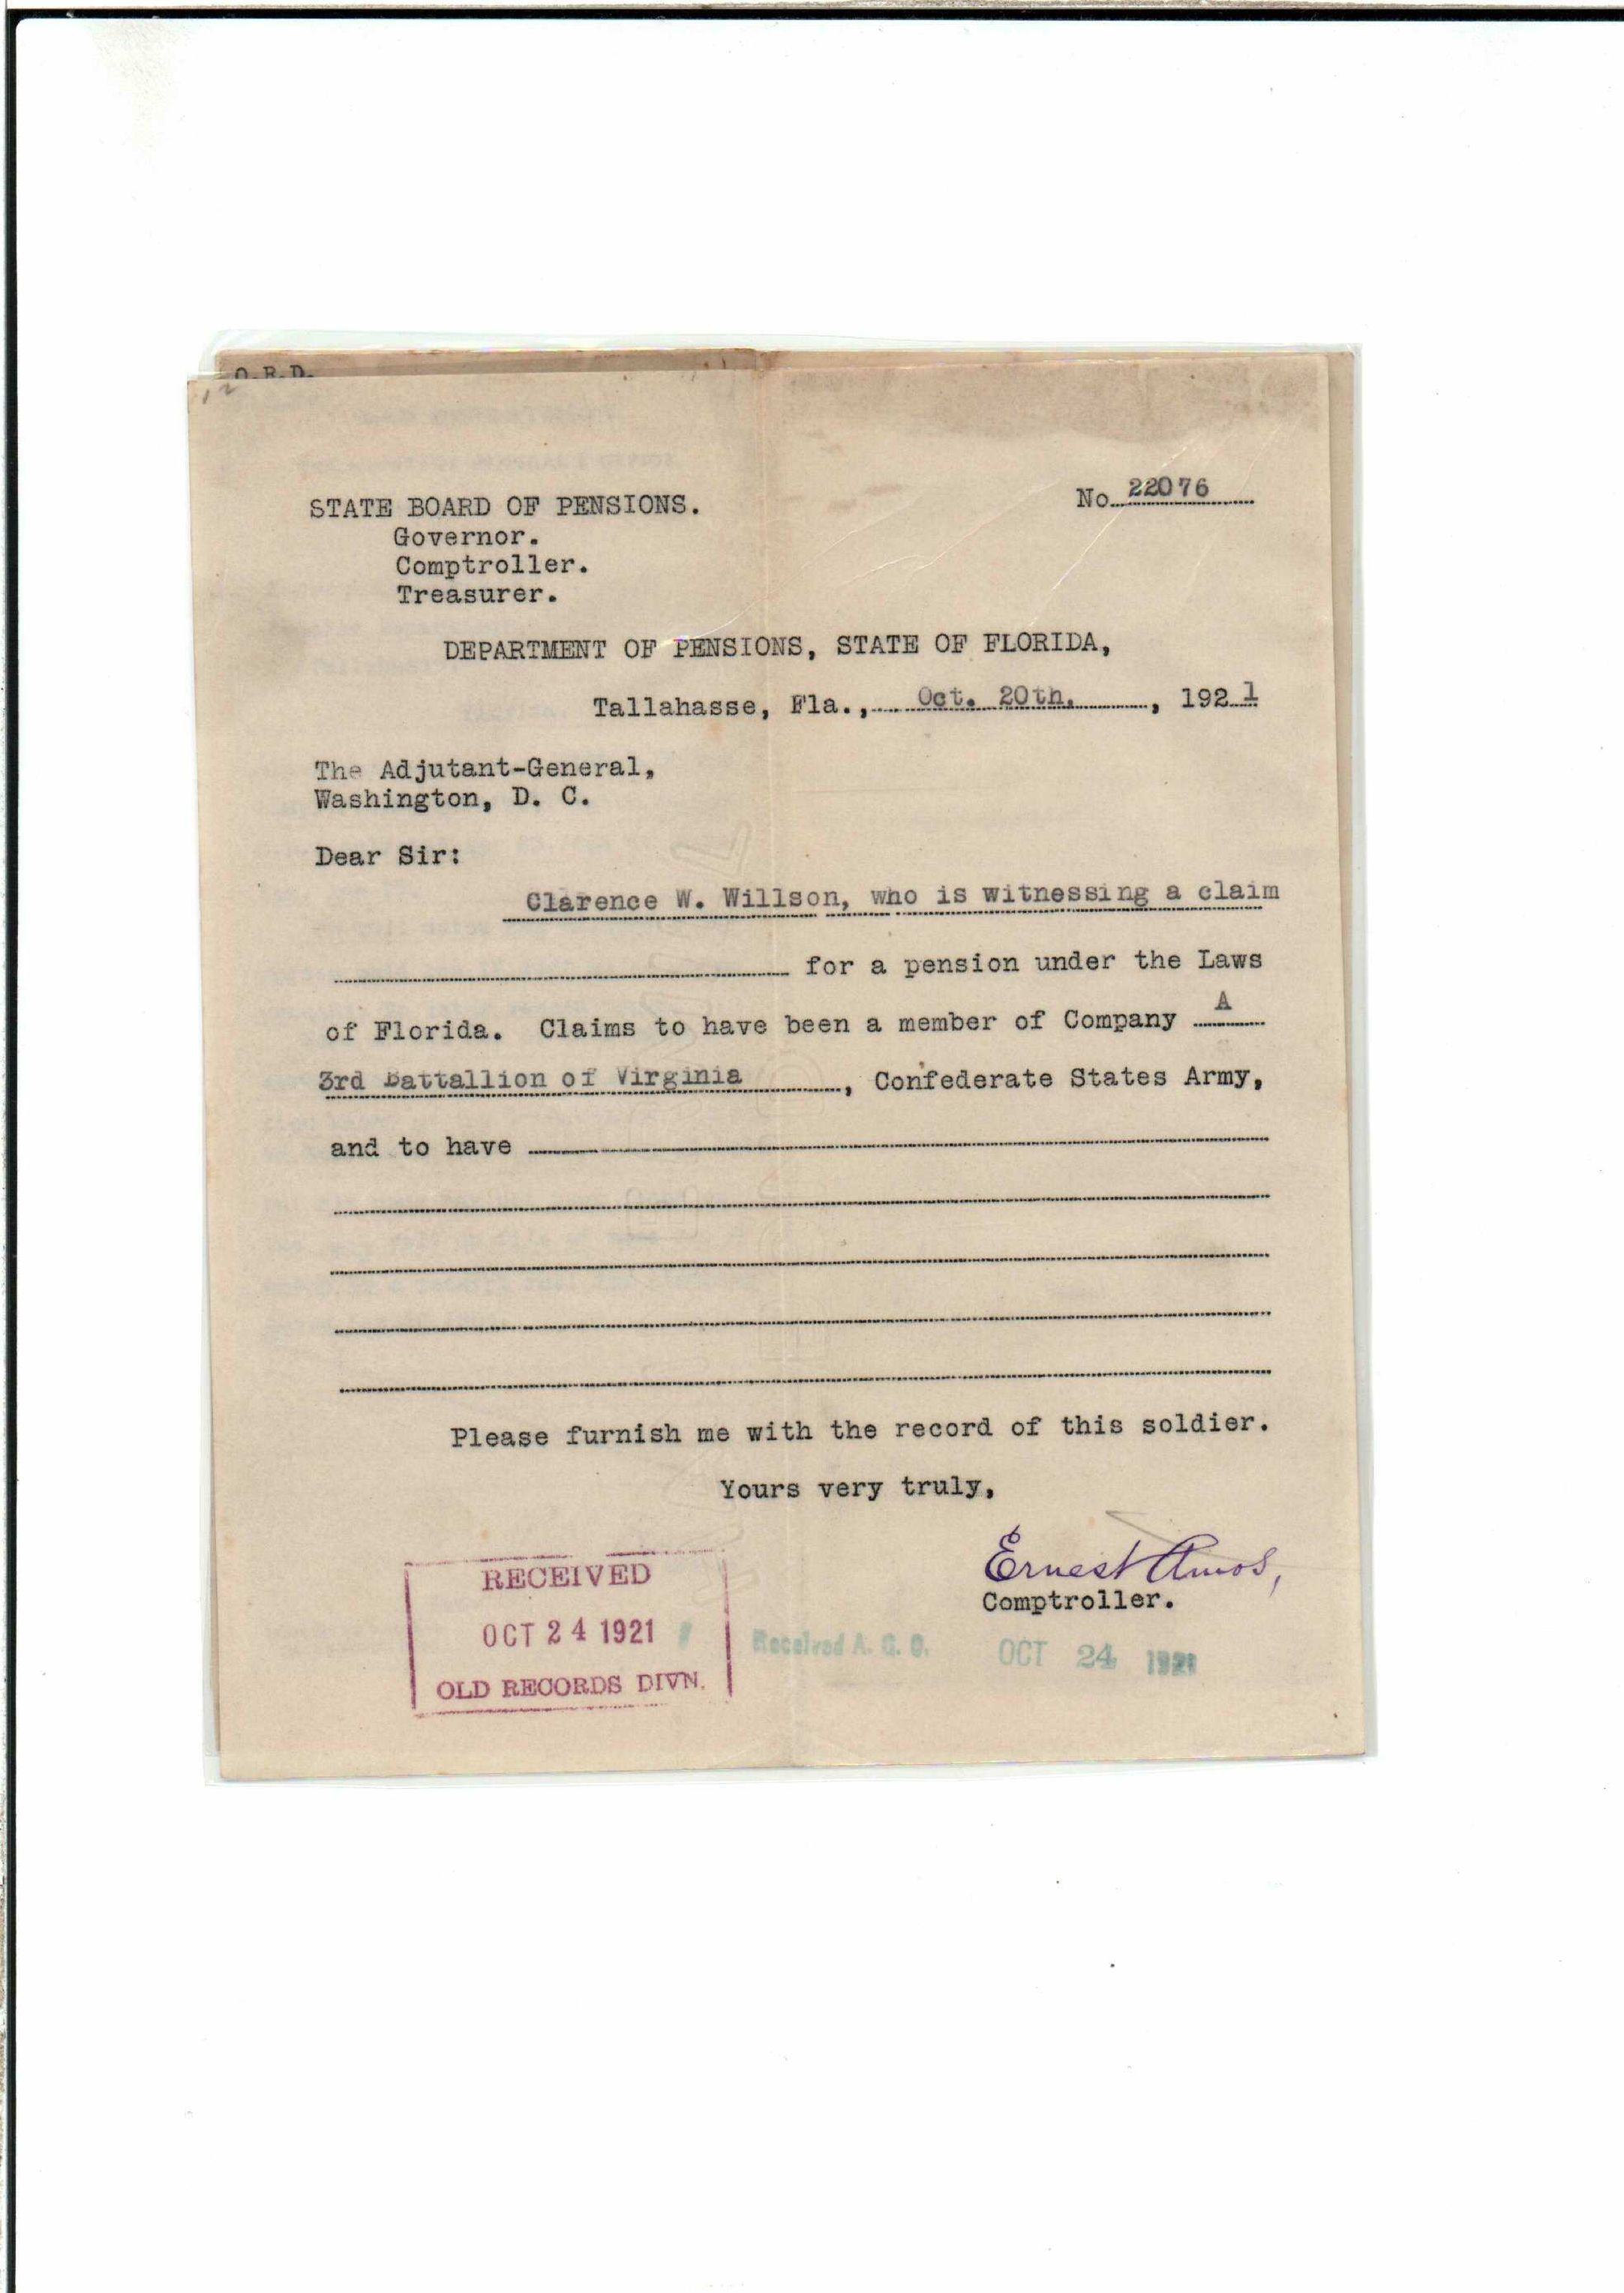 O.R.D.
No. 22076
STATE BOARD OF PENSIONS.
Governor.
Comptroller.
Treasurer.
DEPARTMENT OF PENSIONS, STATE OF FLORIDA,
Tallahasse, Fla., Oct. 20th. , 1921
The Adjutant-General,
Washington, D. C.
Dear Sir:
Clarence W. Willson, who is witnessing a claim
for a pension under the Laws
of Florida. Claims to have been a member of Company A
3rd Battallion of Virginia , Confederate States Army,
and to have
Please furnish me with the record of this soldier.
Yours very truly,
Ernest Amos,
Comptroller.
RECEIVED
OCT 24 1921
OLD RECORDS DIVN.
Received A. G. O. OCT 24 1921